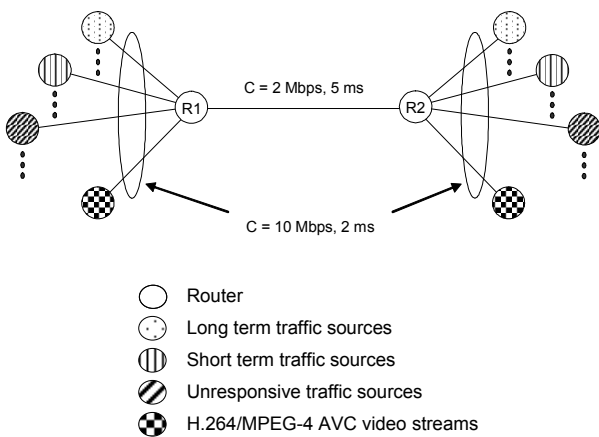 C = 2 Mbps, 5 ms
R1
R2
C = 10 Mbps, 2 ms
Router
Long term traffic sources
Short term traffic sources
Unresponsive traffic sources
H.264/MPEG-4 AVC video streams